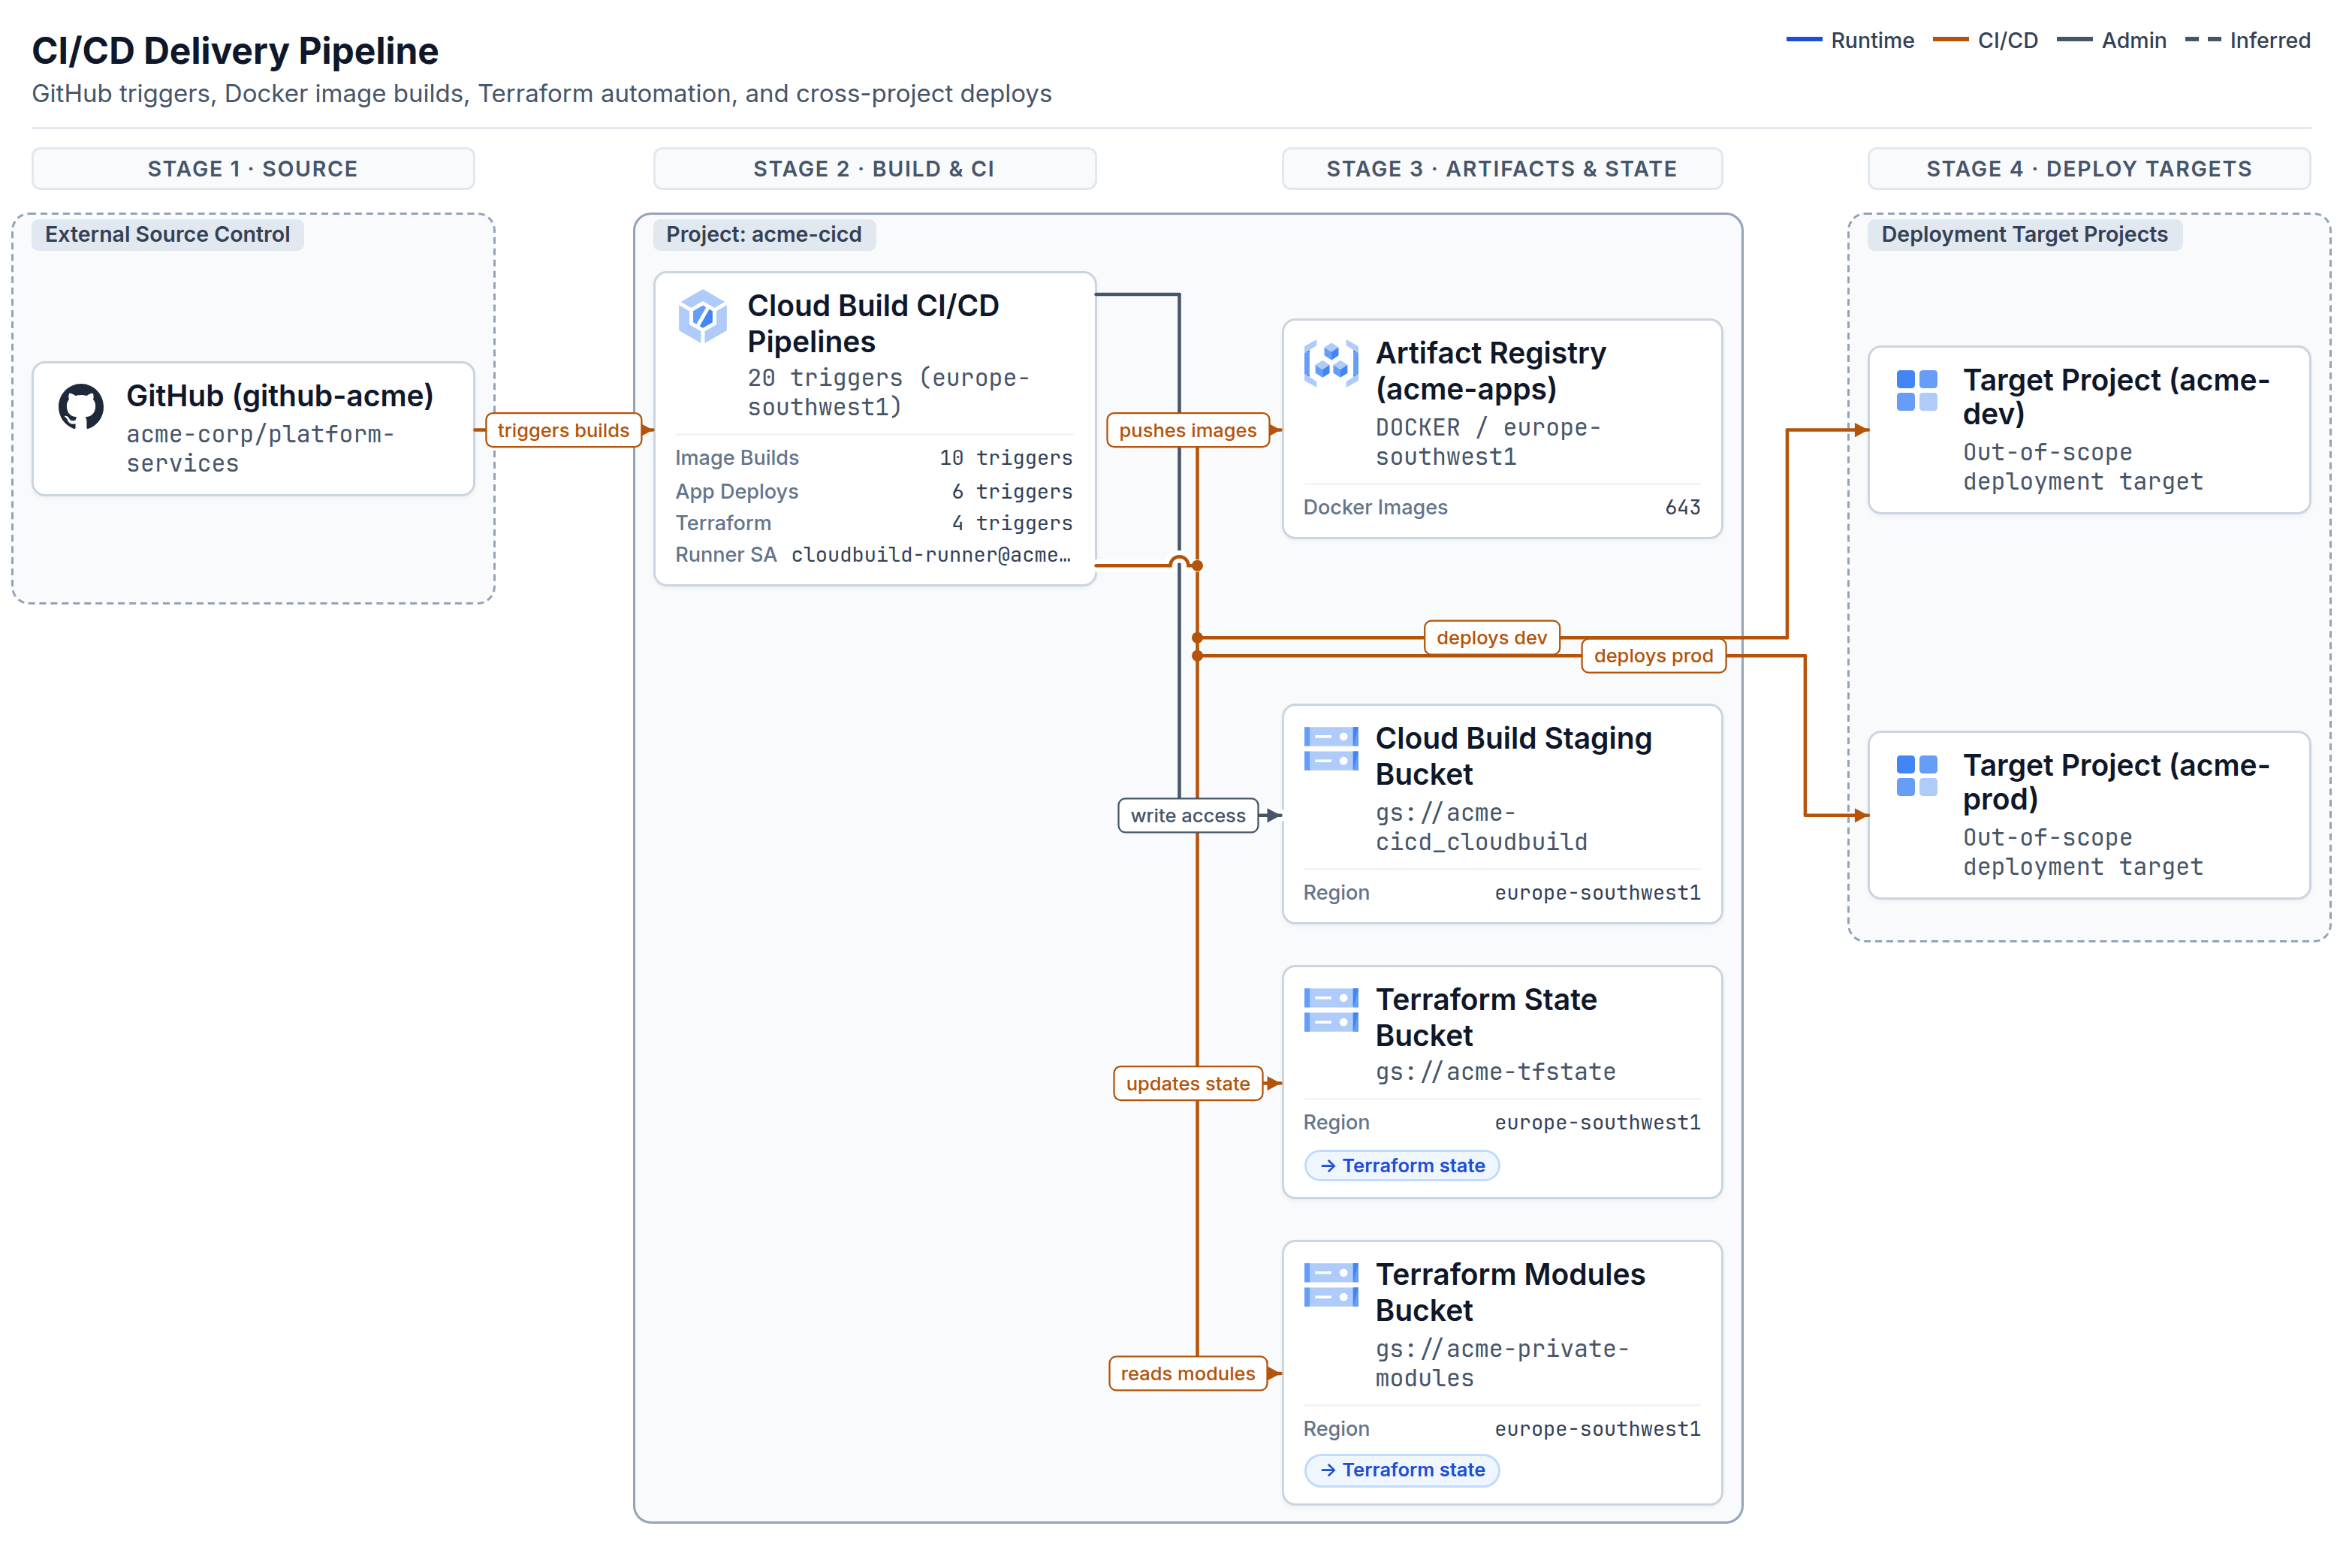 CI/CD Delivery Pipeline
GitHub triggers, Docker image builds, Terraform automation, and cross-project deploys
Runtime
CI/CD
Admin
Inferred
STAGE 1 · SOURCE
STAGE 2 · BUILD & CI
STAGE 3 · ARTIFACTS & STATE
STAGE 4 · DEPLOY TARGETS
External Source Control
GitHub (github-acme)
acme-corp/platform-
services
triggers builds
Project: acme-cicd
Cloud Build CI/CD
Pipelines
20 triggers (europe-
southwest1)
Image Builds 10 triggers
App Deploys 6 triggers
Terraform 4 triggers
Runner SA cloudbuild-runner@acme…
pushes images
Artifact Registry
(acme-apps)
DOCKER / europe-
southwest1
Docker Images 643
deploys dev
deploys prod
write access
Cloud Build Staging
Bucket
gs://acme-
cicd_cloudbuild
Region europe-southwest1
updates state
Terraform State
Bucket
gs://acme-tfstate
Region europe-southwest1
→ Terraform state
reads modules
Terraform Modules
Bucket
gs://acme-private-
modules
Region europe-southwest1
→ Terraform state
Deployment Target Projects
Target Project (acme-
dev)
Out-of-scope
deployment target
Target Project (acme-
prod)
Out-of-scope
deployment target